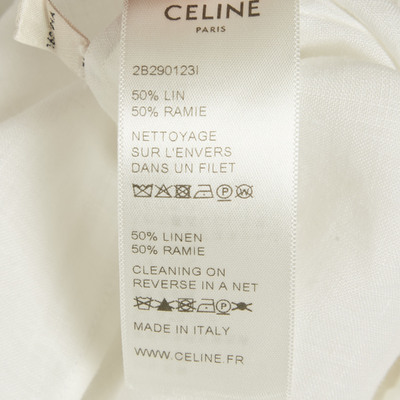 CELINE
PARIS
2B290123I
50% LIN
50% RAMIE
NETTOYAGE
SUR L'ENVERS
DANS UN FILET
50% LINEN
50% RAMIE
CLEANING ON
REVERSE IN A NET
MADE IN ITALY
WWW.CELINE.FR